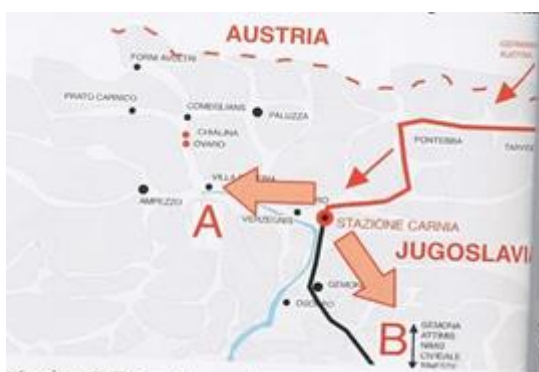 AUSTRIA
FORNI AVOLTRI
PRATO CARNICO
COMEGLIANS
PALUZZA
CHIALINA
OVARO
PONTEBBA
AMPEZZO
VERZEGNIS
A
STAZIONE CARNIA
JUGOSLAVIA
B
GEMONA
ATTIMIS
NIMIS
CIVIDALE